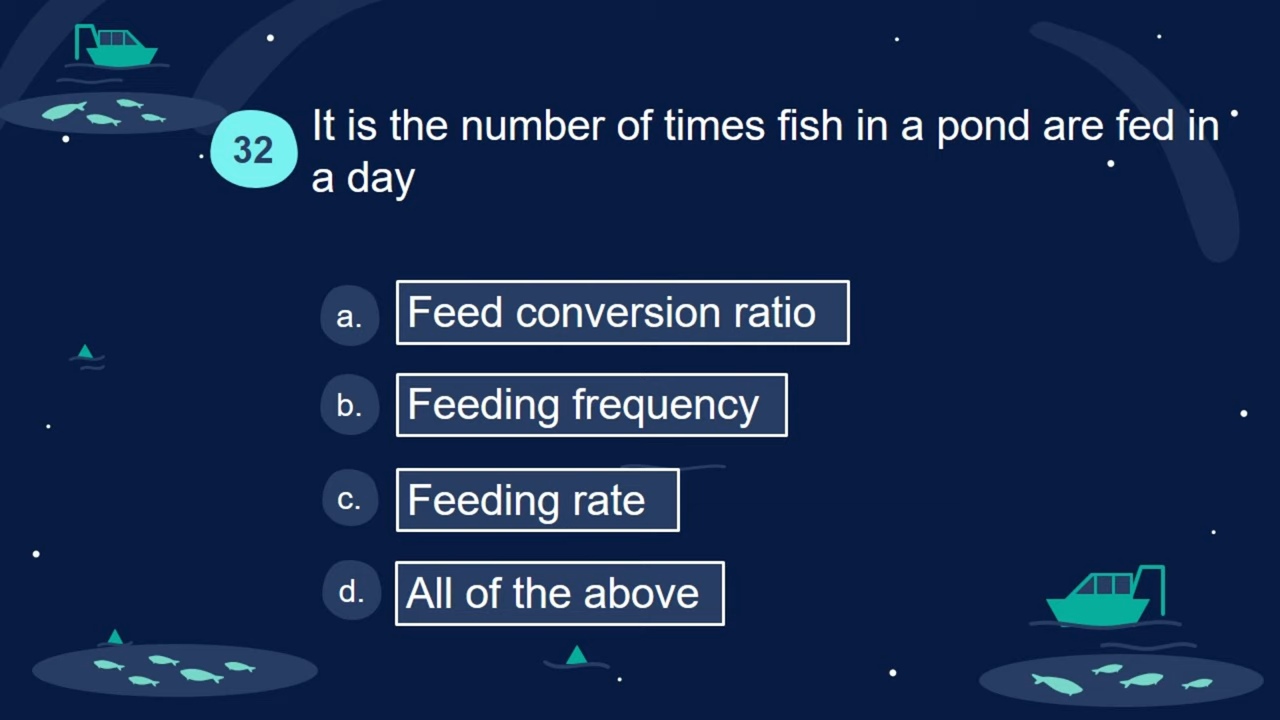 32
It is the number of times fish in a pond are fed in
a day
a. Feed conversion ratio
b. Feeding frequency
c. Feeding rate
d. All of the above